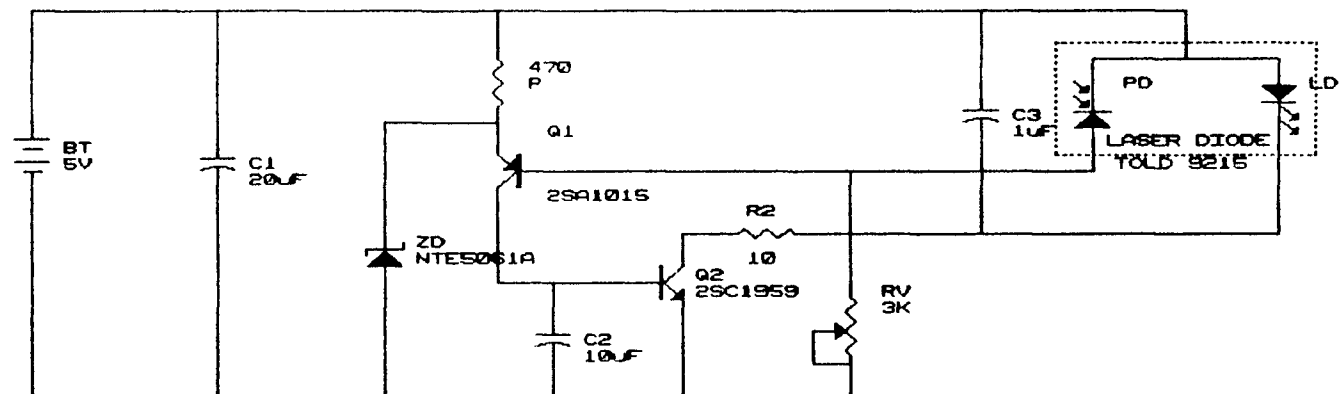 BT
5V
C1
20uF
470
P
Q1
2SA1015
ZD
NTE5061A
C2
10uF
Q2
2SC1959
R2
10
RV
3K
C3
1uF
PD
LD
LASER DIODE
TOLD 9215